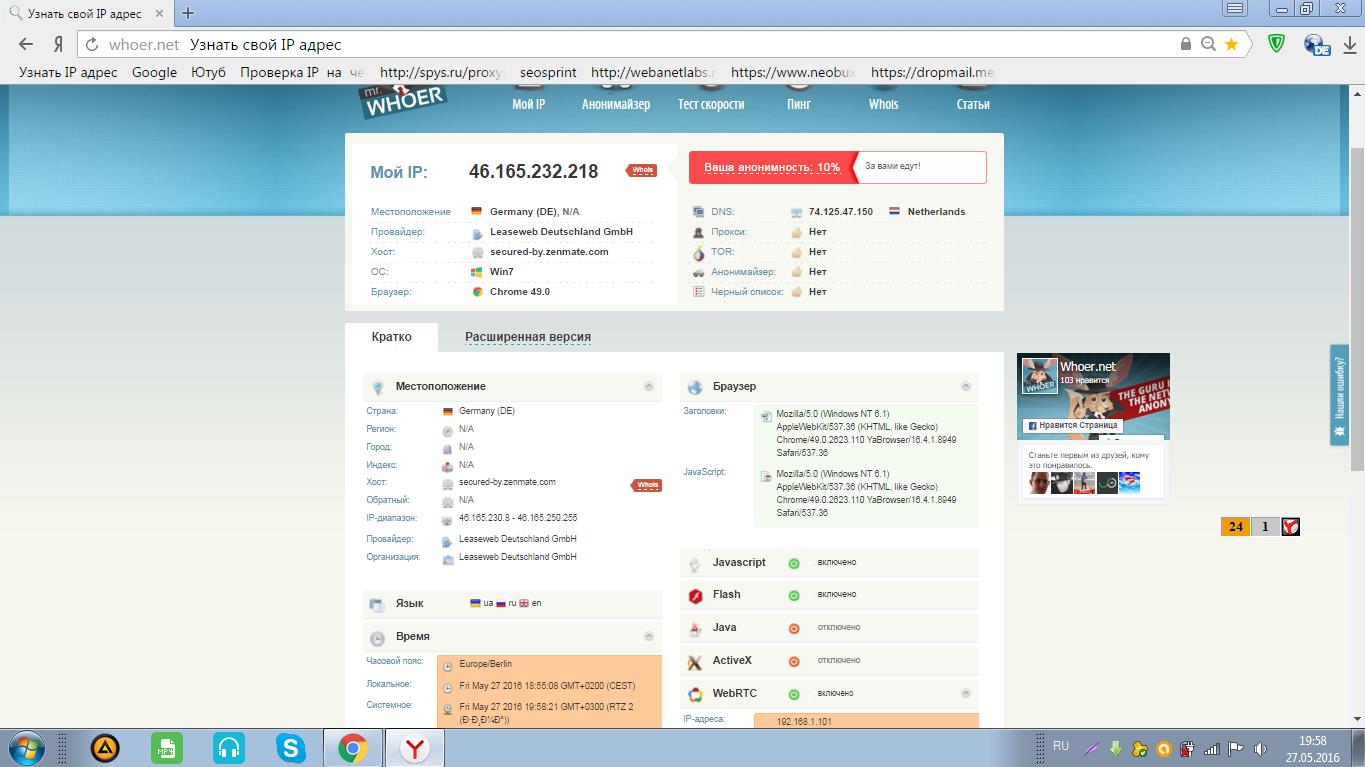 Узнать свой IP адрес
whoer.net Узнать свой IP адрес
DE
Узнать IP адрес Google Ютуб Проверка IP на чё http://spys.ru/proxy seosprint http://webanetlabs.r https://www.neobux https://dropmail.me
mr. WHOER
Мой IP Анонимайзер Тест скорости Пинг Whois Статьи
Мой IP: 46.165.232.218 Whois
Местоположение Germany (DE), N/A
Провайдер: Leaseweb Deutschland GmbH
Хост: secured-by.zenmate.com
ОС: Win7
Браузер: Chrome 49.0
Ваша анонимность: 10% За вами едут!
DNS: 74.125.47.150 Netherlands
Прокси: Нет
TOR: Нет
Анонимайзер: Нет
Черный список: Нет
Кратко Расширенная версия
Местоположение
Страна: Germany (DE)
Регион: N/A
Город: N/A
Индекс: N/A
Хост: secured-by.zenmate.com Whois
Обратный: N/A
IP-диапазон: 46.165.230.8 - 46.165.250.255
Провайдер: Leaseweb Deutschland GmbH
Организация: Leaseweb Deutschland GmbH
Язык ua ru en
Время
Часовой пояс: Europe/Berlin
Локальное: Fri May 27 2016 18:55:08 GMT+0200 (CEST)
Системное: Fri May 27 2016 19:58:21 GMT+0300 (RTZ 2
Браузер
Заголовки: Mozilla/5.0 (Windows NT 6.1)
AppleWebKit/537.36 (KHTML, like Gecko)
Chrome/49.0.2623.110 YaBrowser/16.4.1.8949
Safari/537.36
JavaScript: Mozilla/5.0 (Windows NT 6.1)
AppleWebKit/537.36 (KHTML, like Gecko)
Chrome/49.0.2623.110 YaBrowser/16.4.1.8949
Safari/537.36
Javascript включено
Flash включено
Java отключено
ActiveX отключено
WebRTC включено
IP-адреса: 192.168.1.101
Whoer.net
103 нравится
WHOER
THE GURU
THE NET
ANONY
Нравится Страница
Станьте первым из друзей, кому
это понравилось.
Нашли ошибку?
24 1
MP3
RU
19:58
27.05.2016